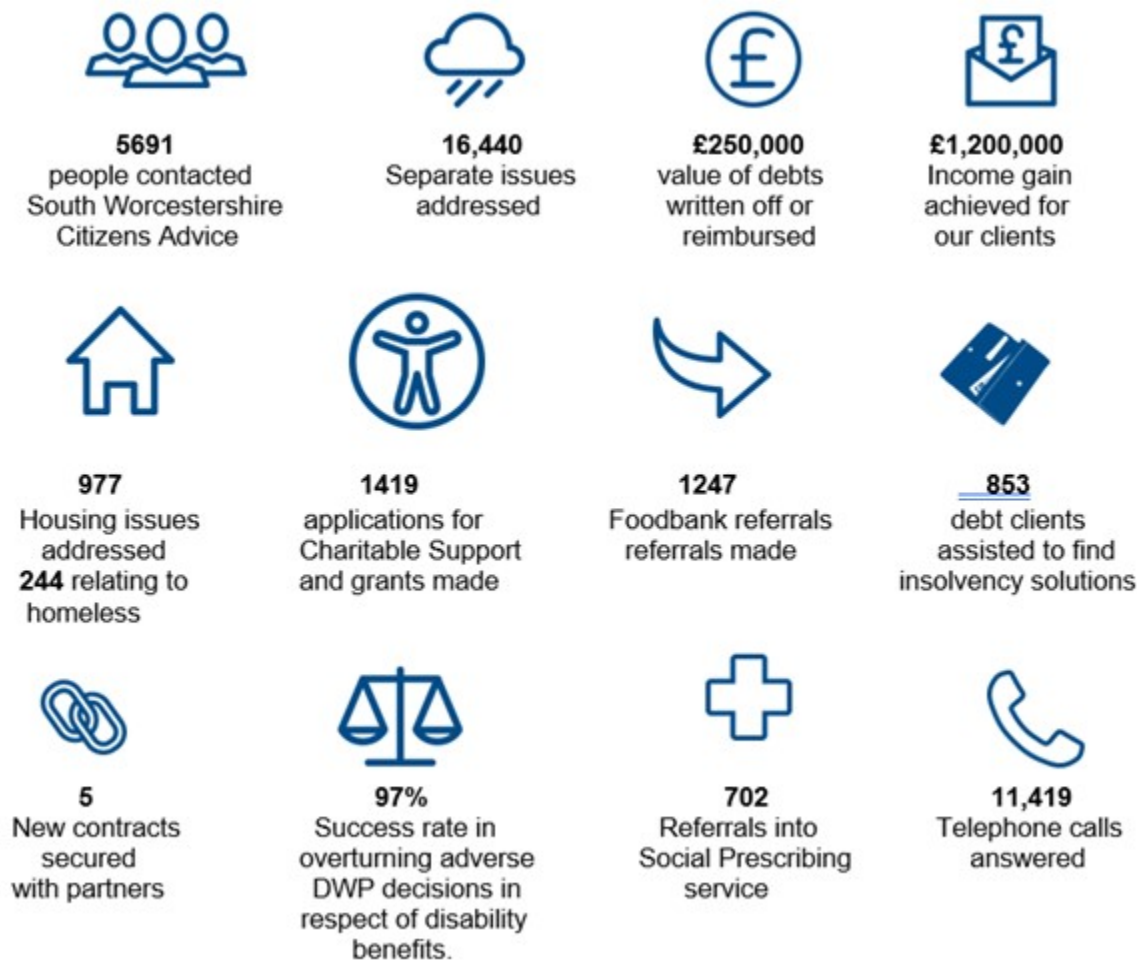 5691
people contacted
South Worcestershire
Citizens Advice
16,440
Separate issues
addressed
£250,000
value of debts
written off or
reimbursed
£1,200,000
Income gain
achieved for
our clients
977
Housing issues
addressed
244 relating to
homeless
1419
applications for
Charitable Support
and grants made
1247
Foodbank referrals
referrals made
853
debt clients
assisted to find
insolvency solutions
5
New contracts
secured
with partners
97%
Success rate in
overturning adverse
DWP decisions in
respect of disability
benefits.
702
Referrals into
Social Prescribing
service
11,419
Telephone calls
answered